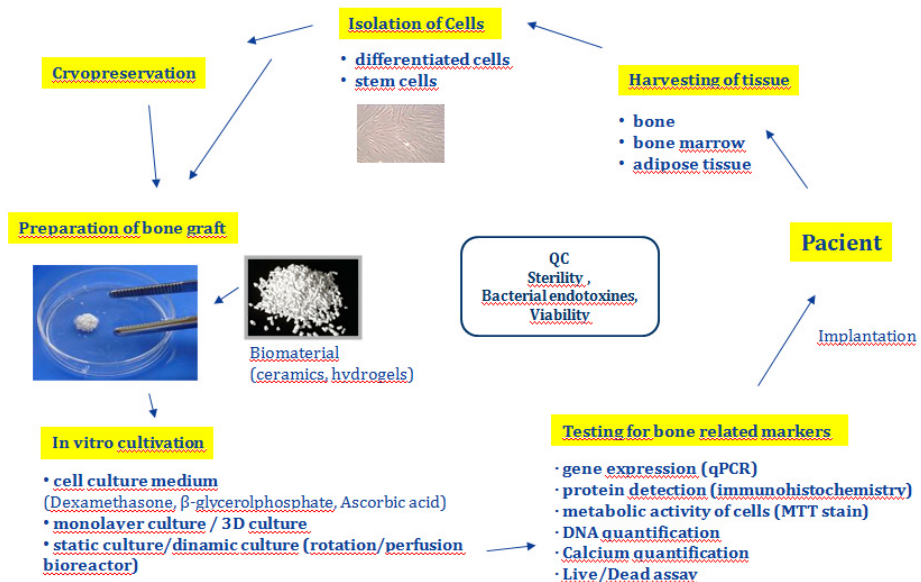 Isolation of Cells
• differentiated cells
• stem cells
Cryopreservation
Harvesting of tissue
• bone
• bone marrow
• adipose tissue
Preparation of bone graft
Pacient
QC
Sterility ,
Bacterial endotoxines,
Viability
Biomaterial
(ceramics, hydrogels)
Implantation
In vitro cultivation
• cell culture medium
(Dexamethasone, β-glycerolphosphate, Ascorbic acid)
• monolayer culture / 3D culture
• static culture/dinamic culture (rotation/perfusion
bioreactor)
Testing for bone related markers
· gene expression (qPCR)
· protein detection (immunohistochemistry)
· metabolic activity of cells (MTT stain)
· DNA quantification
· Calcium quantification
· Live/Dead assay